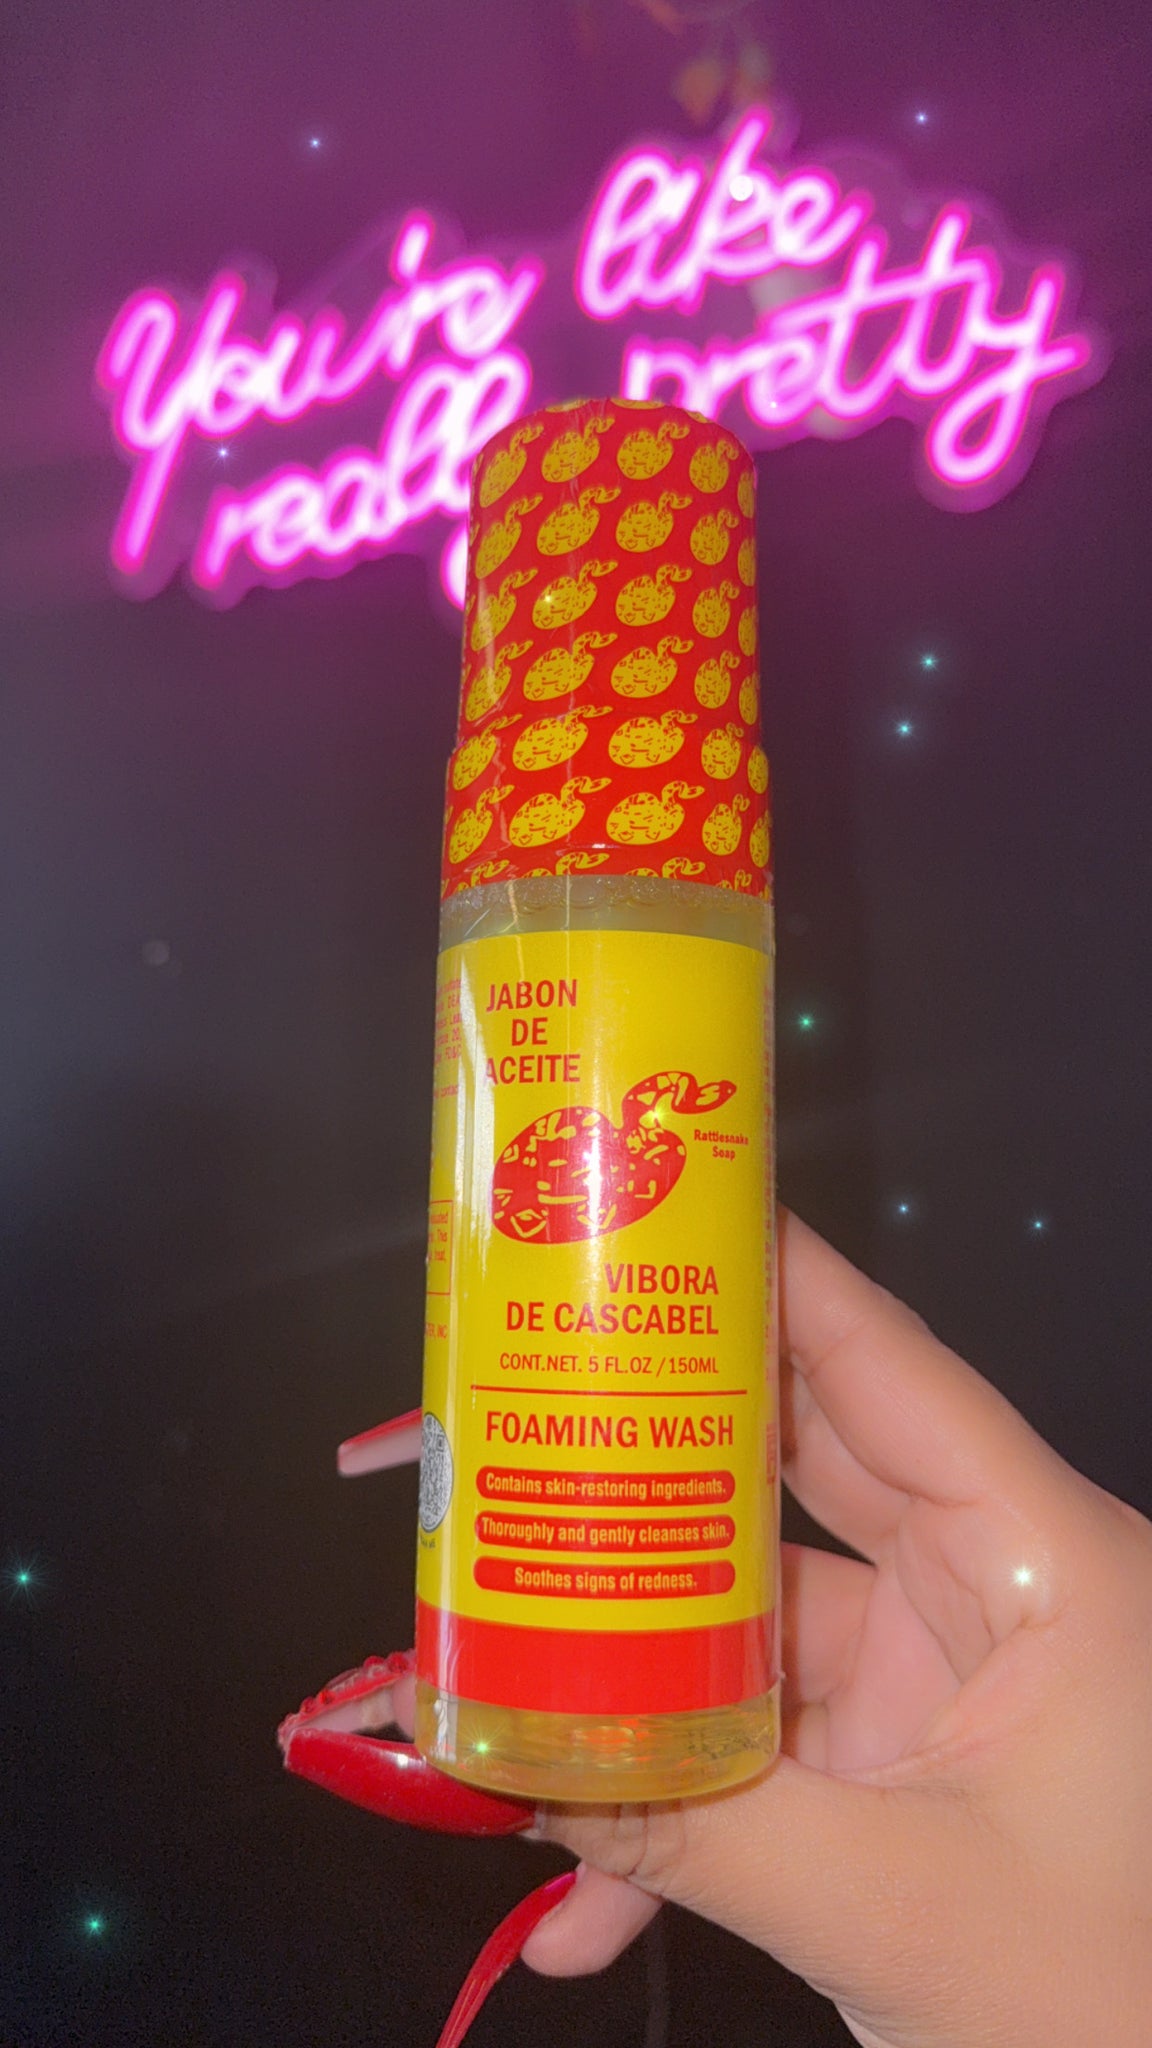 You're like
really pretty
JABON
DE
ACEITE
Rattlesnake
Soap
VIBORA
DE CASCABEL
CONT.NET. 5 FL.OZ / 150ML
FOAMING WASH
Contains skin-restoring ingredients.
Thoroughly and gently cleanses skin.
Soothes signs of redness.